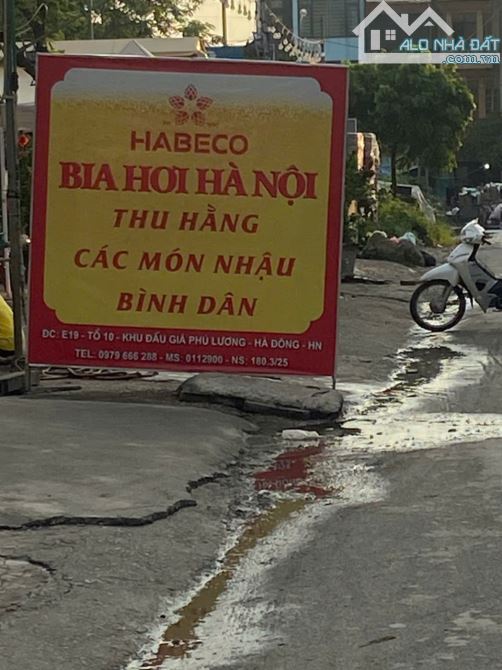 ALO NHÀ ĐẤT
.com.vn
HABECO
BIA HƠI HÀ NỘI
THU HẰNG
CÁC MÓN NHẬU
BÌNH DÂN
ĐC: E19 - TỔ 10 - KHU ĐẤU GIÁ PHÚ LƯƠNG - HÀ ĐÔNG - HN
TEL: 0979 666 288 - MS: 0112900 - NS: 180.3/25